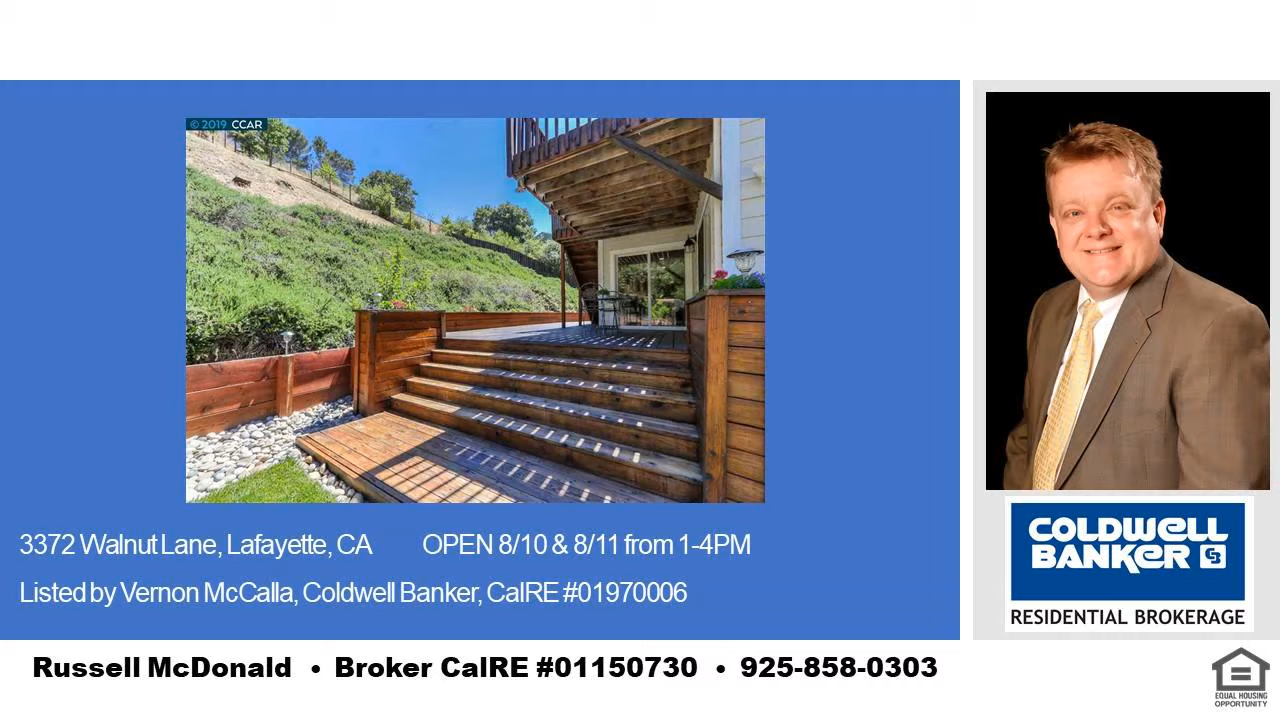 © 2019 CCAR
3372 Walnut Lane, Lafayette, CA OPEN 8/10 & 8/11 from 1-4PM
Listed by Vernon McCalla, Coldwell Banker, CalRE #01970006
COLDWELL
BANKER CB
RESIDENTIAL BROKERAGE
Russell McDonald • Broker CalRE #01150730 • 925-858-0303
EQUAL HOUSING
OPPORTUNITY